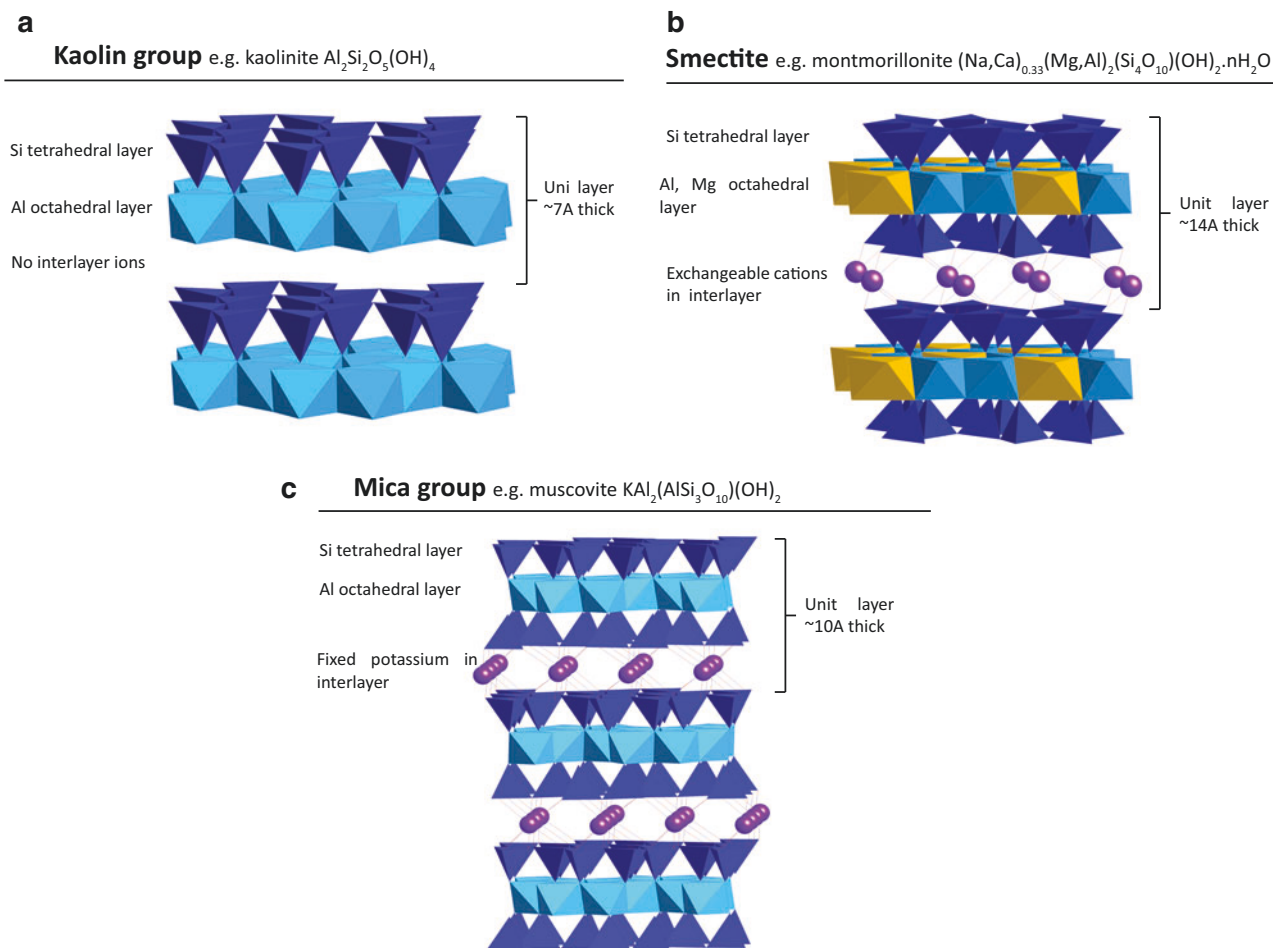 a
Kaolin group e.g. kaolinite Al₂Si₂O₅(OH)₄
Si tetrahedral layer
Al octahedral layer
No interlayer ions
Uni layer
~7A thick
b
Smectite e.g. montmorillonite (Na,Ca)₀.₃₃(Mg,Al)₂(Si₄O₁₀)(OH)₂.nH₂O
Si tetrahedral layer
Al, Mg octahedral
layer
Exchangeable cations
in interlayer
Unit layer
~14A thick
c
Mica group e.g. muscovite KAl₂(AlSi₃O₁₀)(OH)₂
Si tetrahedral layer
Al octahedral layer
Fixed potassium in
interlayer
Unit layer
~10A thick